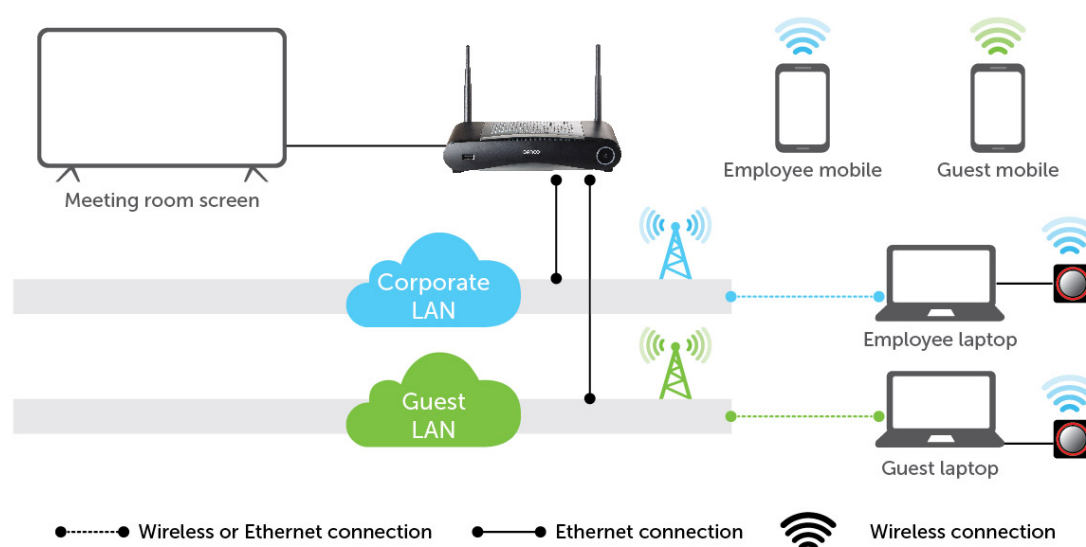 BARCO
Employee mobile
Guest mobile
Meeting room screen
Corporate
LAN
Employee laptop
Guest
LAN
Guest laptop
Wireless or Ethernet connection
Ethernet connection
Wireless connection